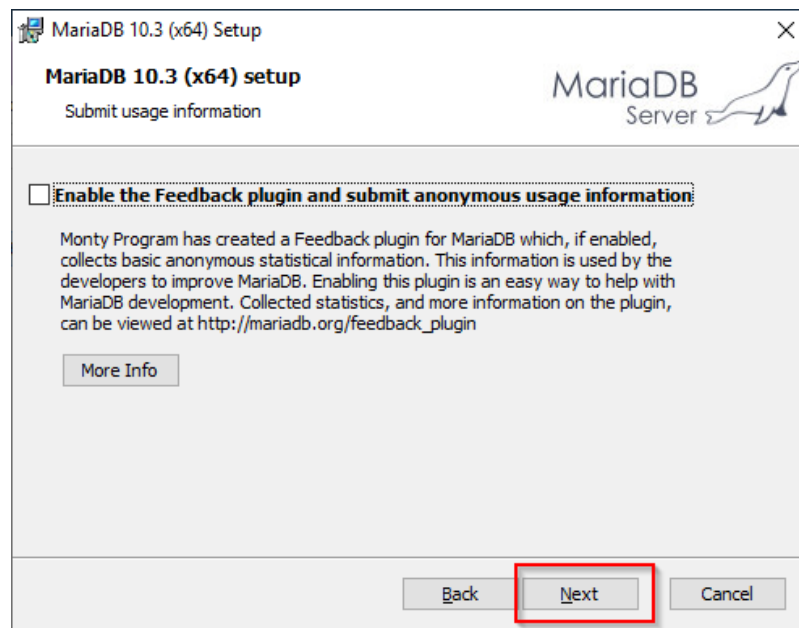 MariaDB 10.3 (x64) Setup
MariaDB 10.3 (x64) setup
Submit usage information
MariaDB
Server
Enable the Feedback plugin and submit anonymous usage information
Monty Program has created a Feedback plugin for MariaDB which, if enabled,
collects basic anonymous statistical information. This information is used by the
developers to improve MariaDB. Enabling this plugin is an easy way to help with
MariaDB development. Collected statistics, and more information on the plugin,
can be viewed at http://mariadb.org/feedback_plugin
More Info
Back
Next
Cancel